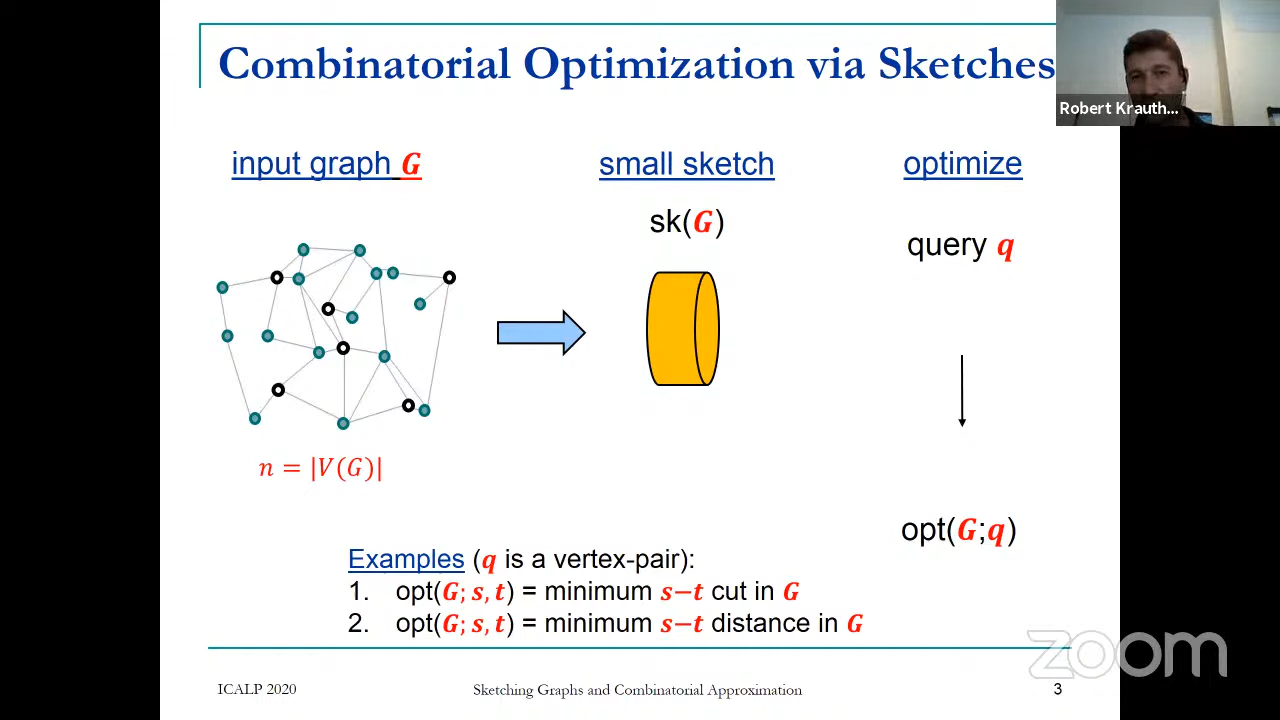 Combinatorial Optimization via Sketches
Robert Krauth...
input graph G
small sketch
optimize
sk(G)
query q
n = |V(G)|
opt(G;q)
Examples (q is a vertex-pair):
1. opt(G; s, t) = minimum s−t cut in G
2. opt(G; s, t) = minimum s−t distance in G
zoom
ICALP 2020
Sketching Graphs and Combinatorial Approximation
3